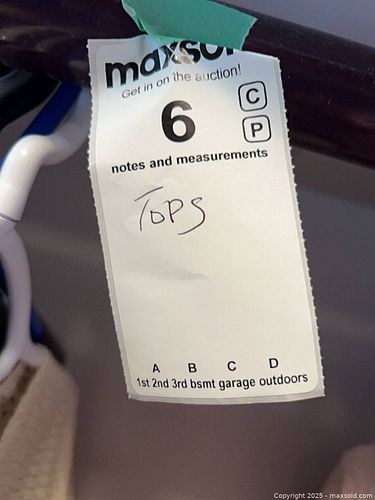 maxsol
Get in on the auction!
6
C
P
notes and measurements
Tops
A B C D
1st 2nd 3rd bsmt garage outdoors
Copyright 2025 - maxsold.com